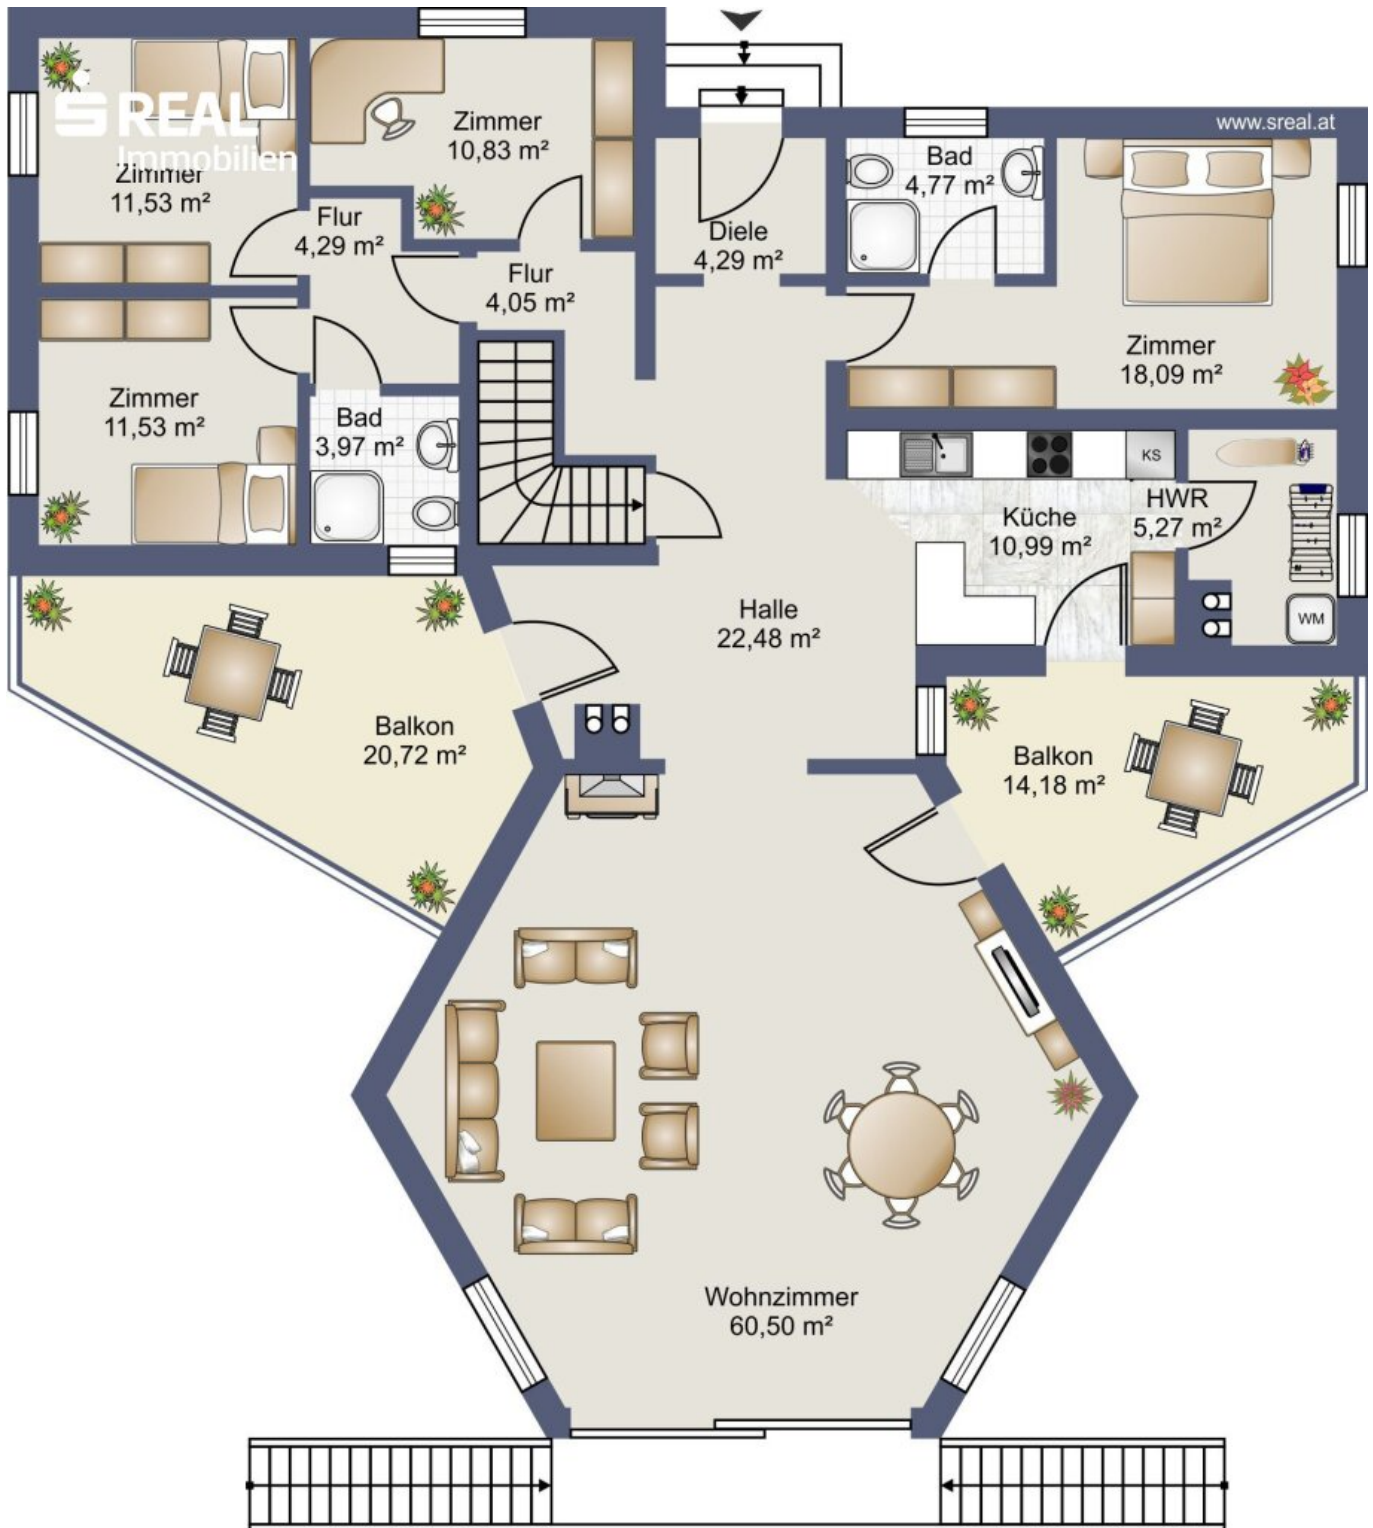 www.sreal.at
S REAL
Immobilien
Zimmer
11,53 m²
Zimmer
10,83 m²
Flur
4,29 m²
Flur
4,05 m²
Diele
4,29 m²
Bad
4,77 m²
Zimmer
18,09 m²
Zimmer
11,53 m²
Bad
3,97 m²
KS
HWR
5,27 m²
Küche
10,99 m²
WM
Halle
22,48 m²
Balkon
20,72 m²
Balkon
14,18 m²
Wohnzimmer
60,50 m²